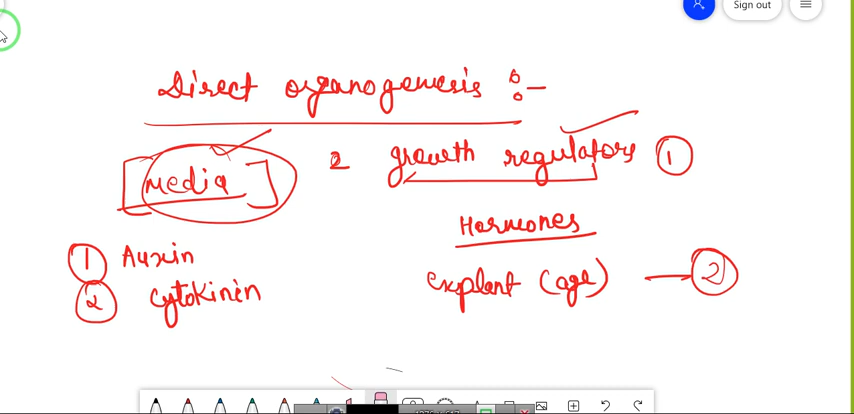 Sign out
Direct organogenesis :-
[media] 2 growth regulators ①
Hormones
① Auxin
explant (age) — ②
② Cytokinin